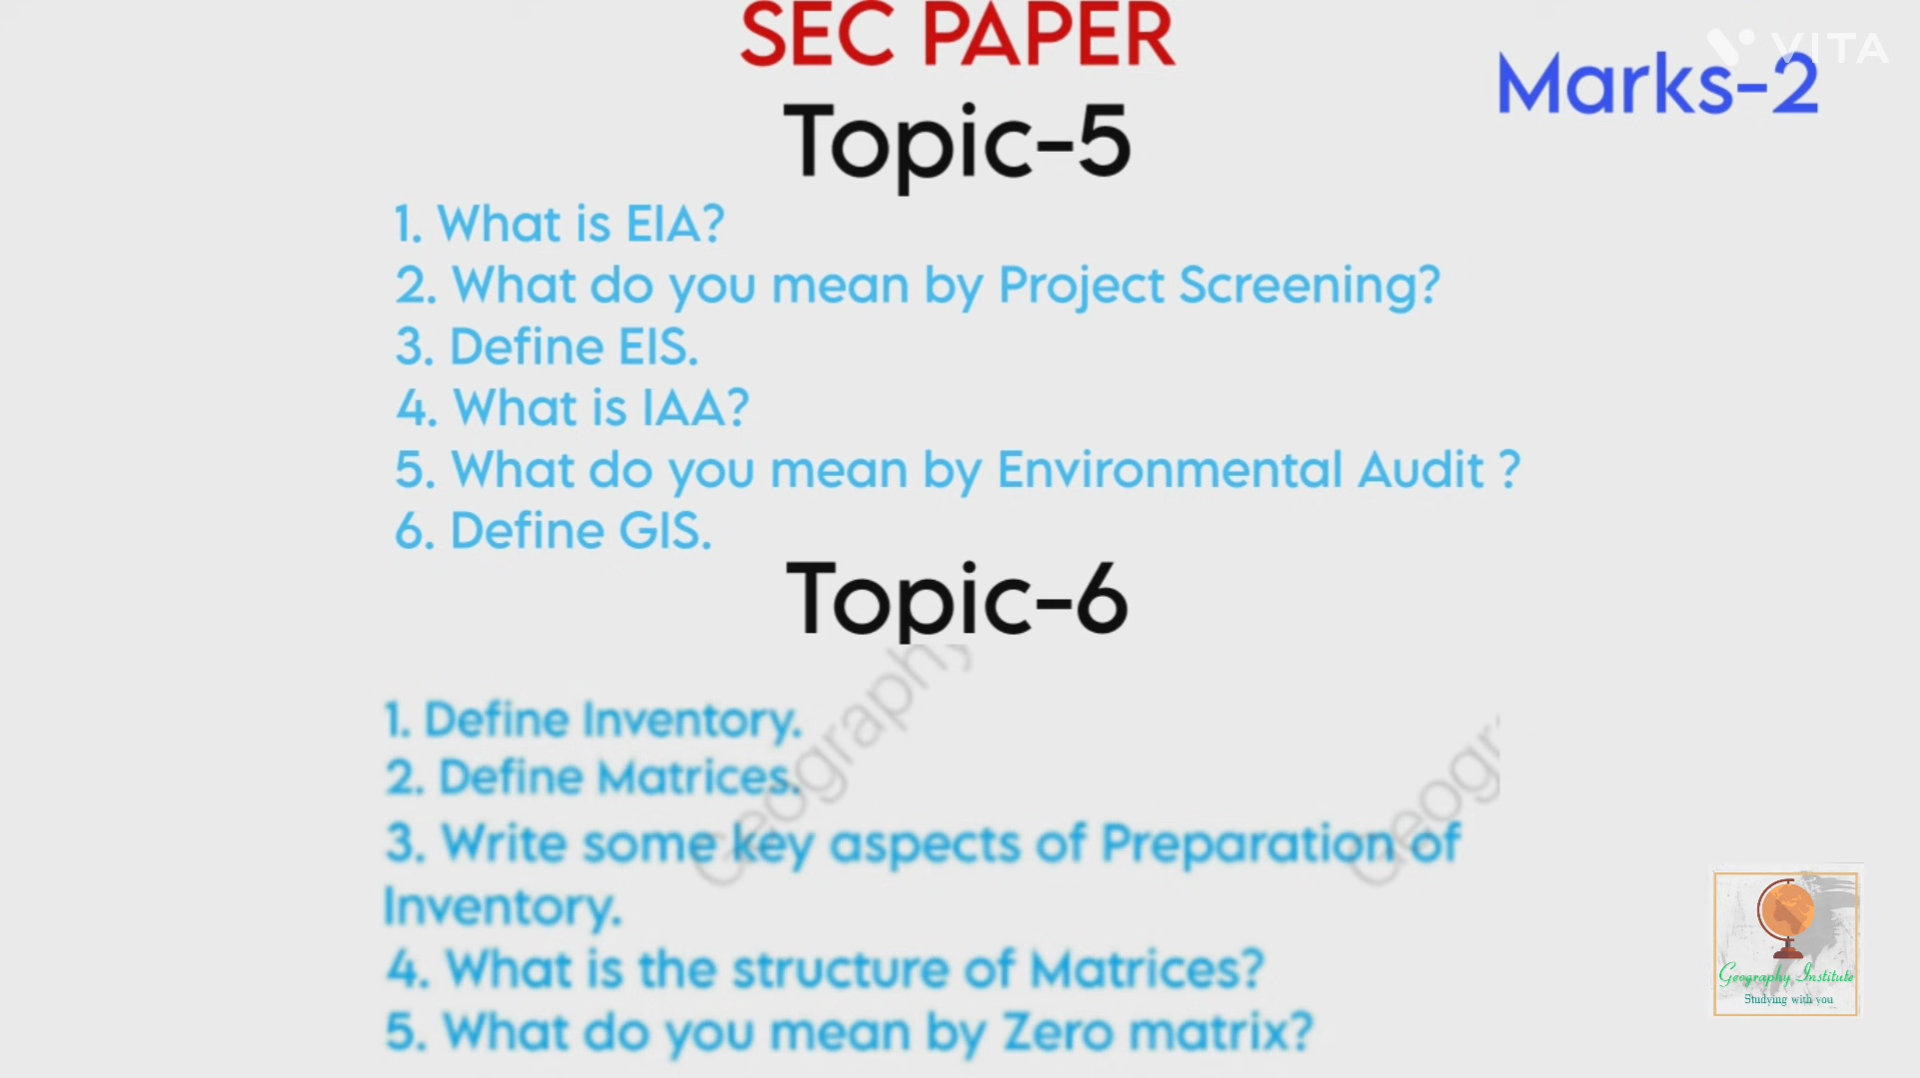 SEC PAPER
VITA
Marks-2
Topic-5
1. What is EIA?
2. What do you mean by Project Screening?
3. Define EIS.
4. What is IAA?
5. What do you mean by Environmental Audit ?
6. Define GIS.
Topic-6
Geography
Geogr
1. Define Inventory.
2. Define Matrices.
3. Write some key aspects of Preparation of
Inventory.
4. What is the structure of Matrices?
5. What do you mean by Zero matrix?
Geography Institute
Studying with you